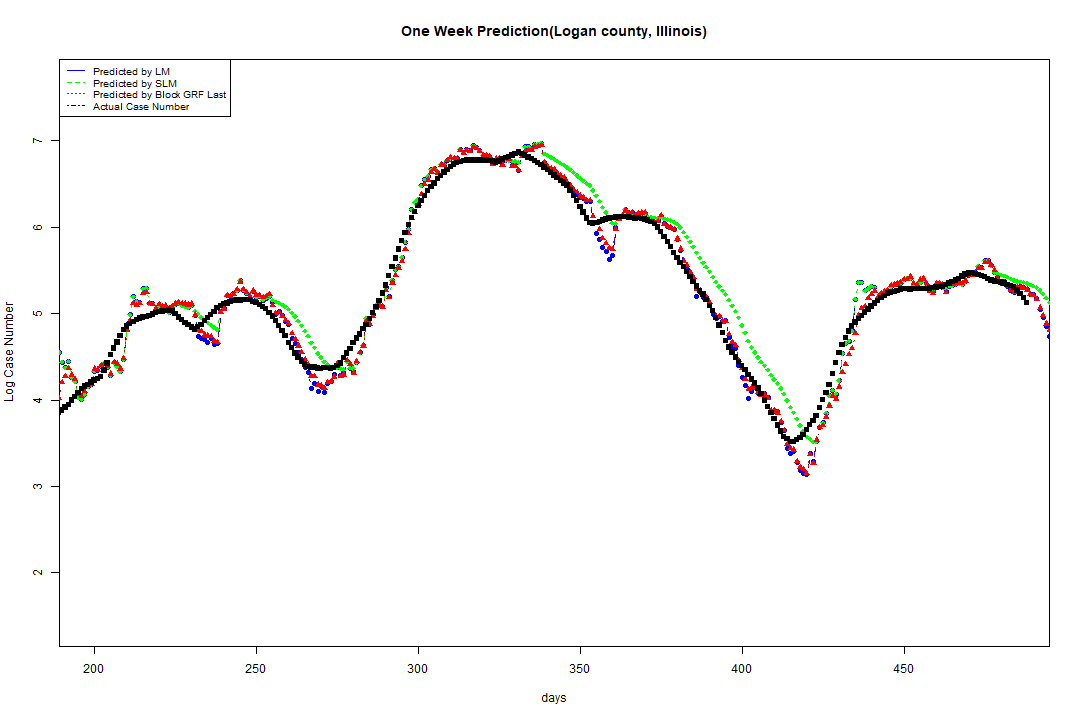 One Week Prediction(Logan county, Illinois)
Predicted by LM
Predicted by SLM
Predicted by Block GRF Last
Actual Case Number
7
6
5
4
3
2
Log Case Number
200 250 300 350 400 450
days